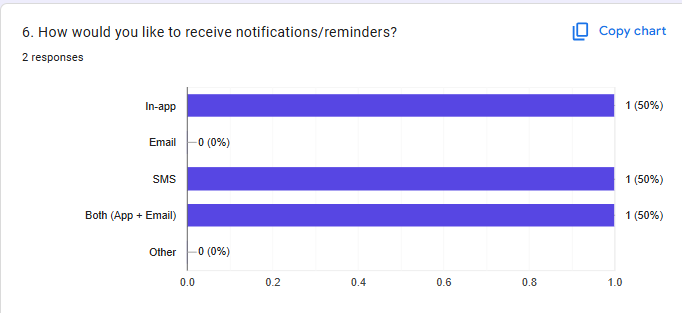 6. How would you like to receive notifications/reminders?
Copy chart
2 responses
In-app
1 (50%)
Email
0 (0%)
SMS
1 (50%)
Both (App + Email)
1 (50%)
Other
0 (0%)
0.0
0.2
0.4
0.6
0.8
1.0